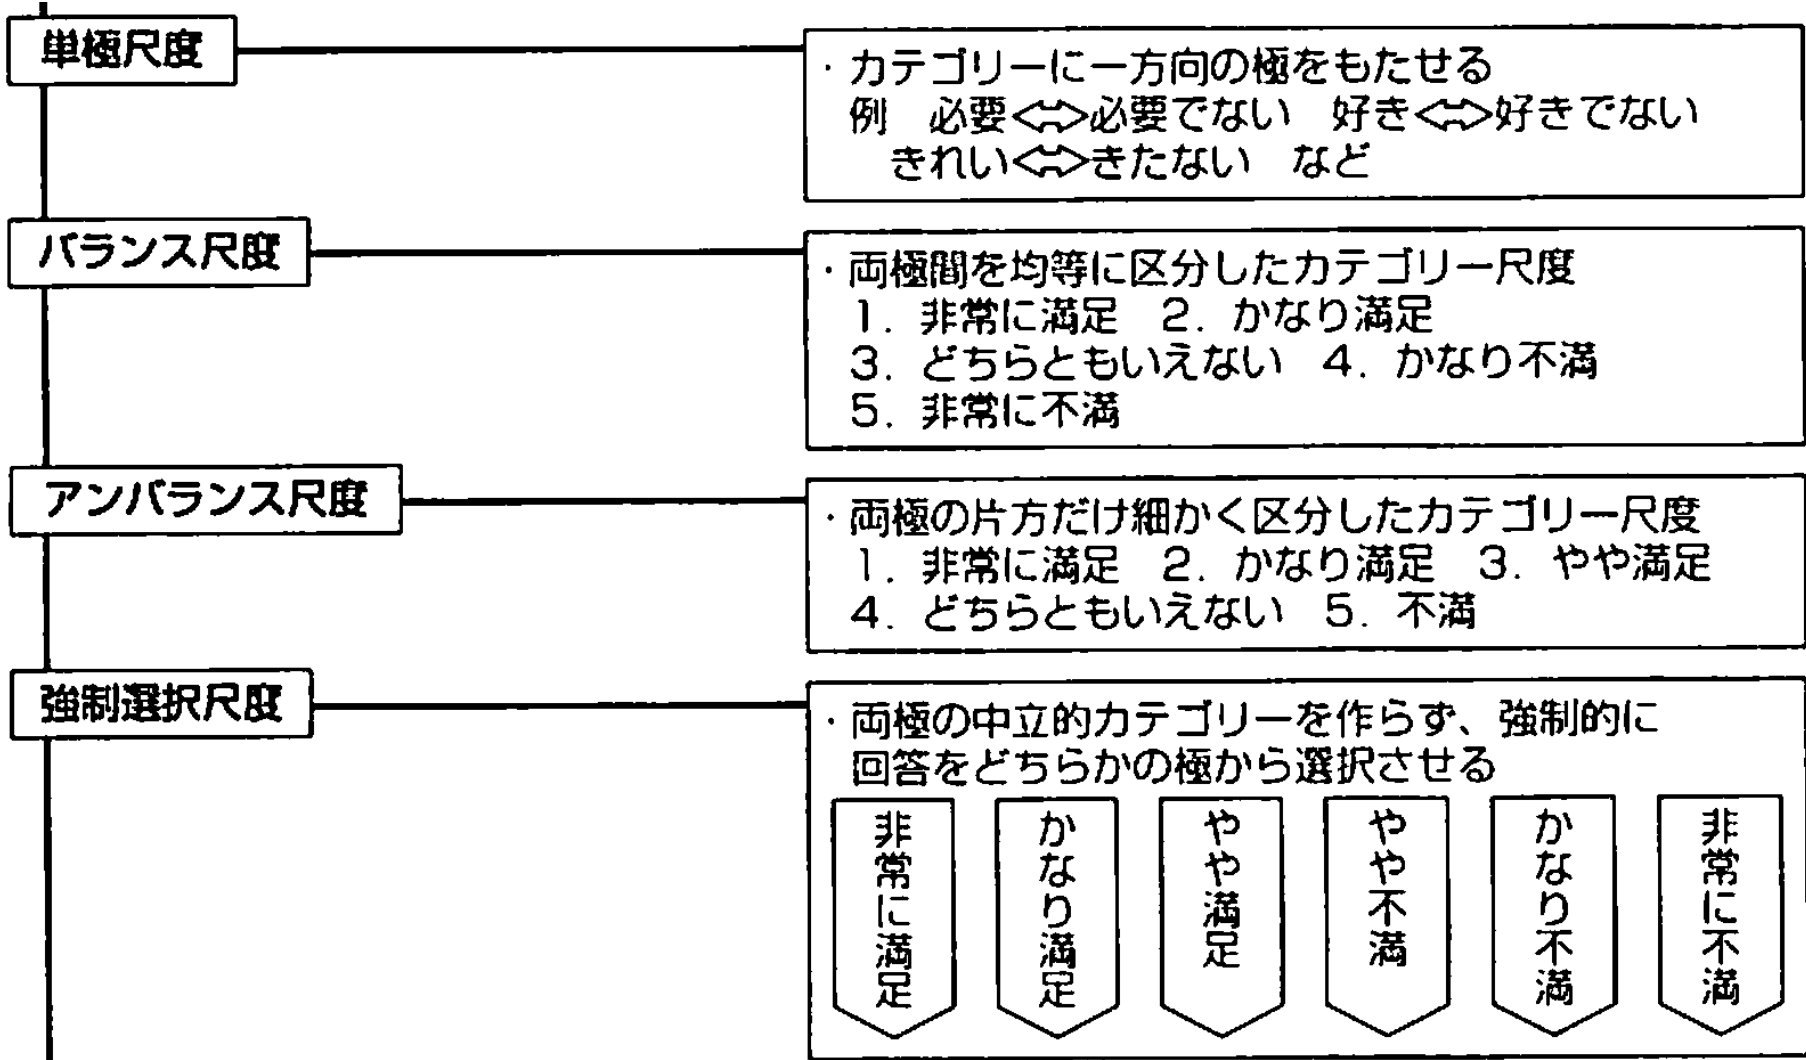 単極尺度
・カテゴリーに一方向の極をもたせる
例　必要⇔必要でない　好き⇔好きでない
きれい⇔きたない　など
バランス尺度
・両極間を均等に区分したカテゴリー尺度
1. 非常に満足　2. かなり満足
3. どちらともいえない　4. かなり不満
5. 非常に不満
アンバランス尺度
・両極の片方だけ細かく区分したカテゴリー尺度
1. 非常に満足　2. かなり満足　3. やや満足
4. どちらともいえない　5. 不満
強制選択尺度
・両極の中立的カテゴリーを作らず、強制的に
回答をどちらかの極から選択させる
非常に満足
かなり満足
やや満足
やや不満
かなり不満
非常に不満